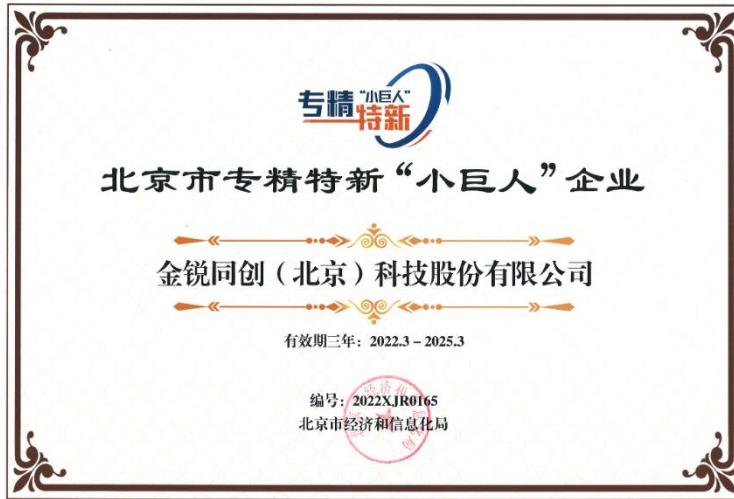 专精“小巨人”
特新
北京市专精特新“小巨人”企业
金锐同创（北京）科技股份有限公司
有效期三年：2022.3－2025.3
编号：2022XJR0165
北京市经济和信息化局